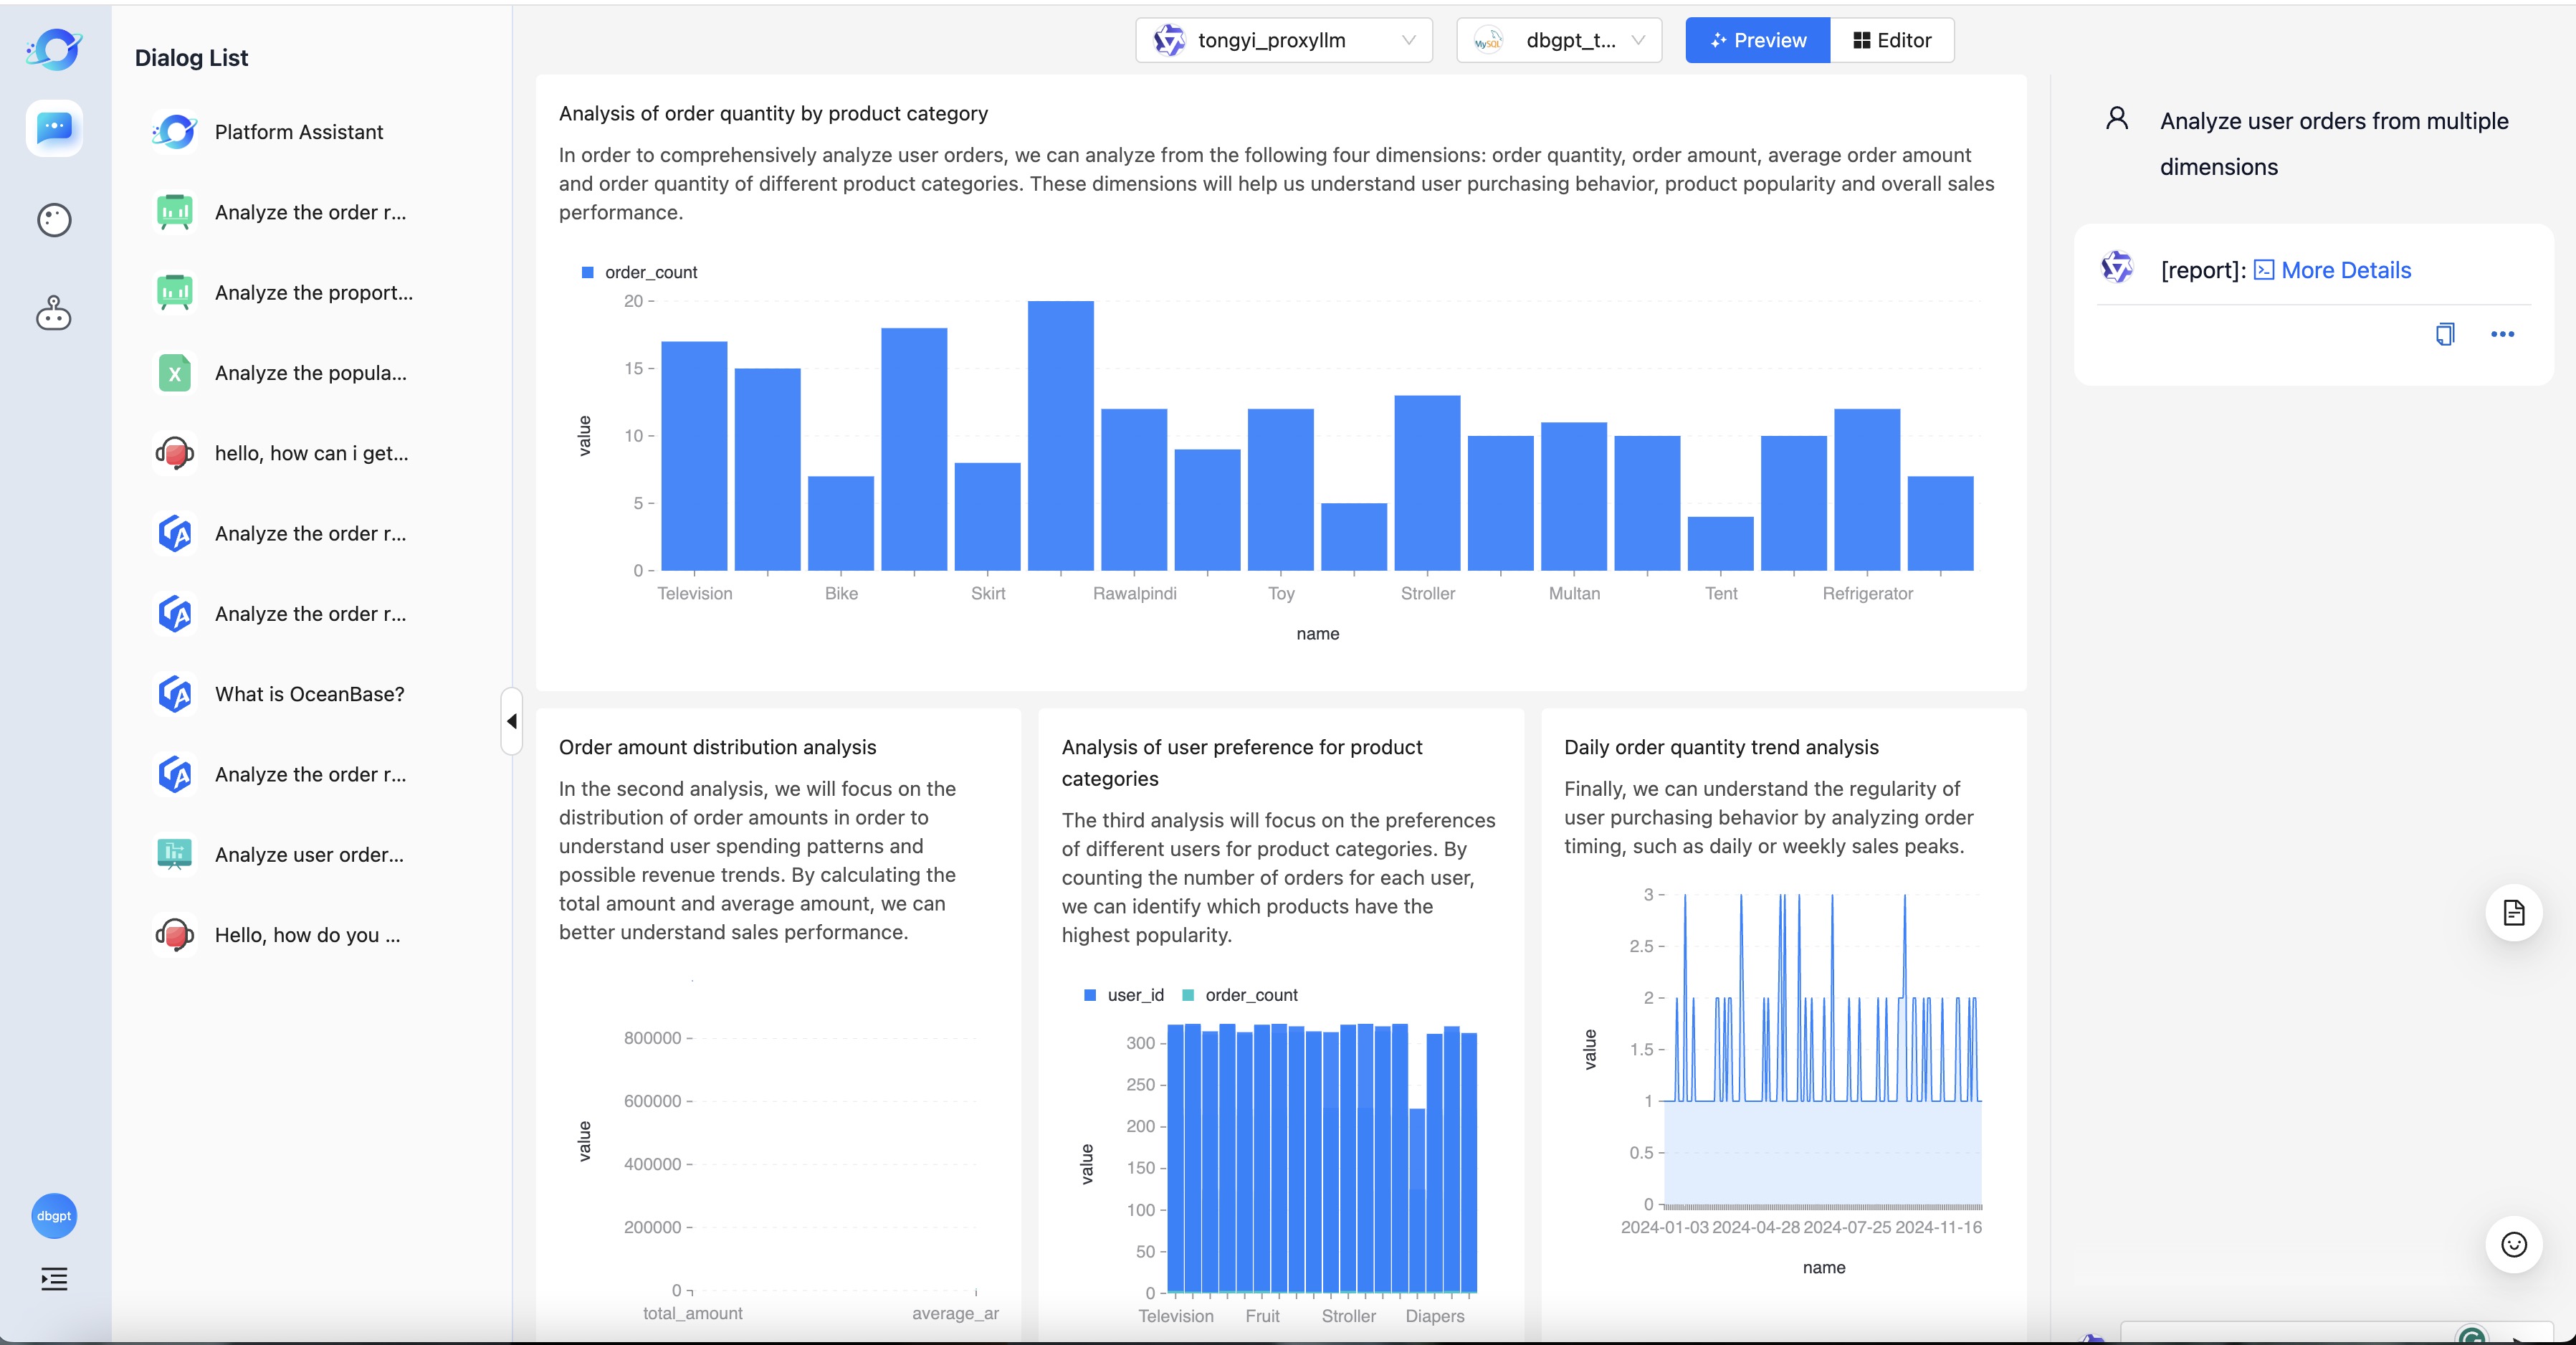 Dialog List
Platform Assistant
Analyze the order r...
Analyze the proport...
Analyze the popula...
hello, how can i get...
Analyze the order r...
Analyze the order r...
What is OceanBase?
Analyze the order r...
Analyze user order...
Hello, how do you ...
dbgpt
tongyi_proxyllm
MySQL
dbgpt_t...
Preview
Editor
Analysis of order quantity by product category
In order to comprehensively analyze user orders, we can analyze from the following four dimensions: order quantity, order amount, average order amount
and order quantity of different product categories. These dimensions will help us understand user purchasing behavior, product popularity and overall sales
performance.
order_count
20
15
10
5
0
value
Television Bike Skirt Rawalpindi Toy Stroller Multan Tent Refrigerator
name
Order amount distribution analysis
In the second analysis, we will focus on the
distribution of order amounts in order to
understand user spending patterns and
possible revenue trends. By calculating the
total amount and average amount, we can
better understand sales performance.
800000
600000
400000
200000
0
value
total_amount average_ar
Analysis of user preference for product
categories
The third analysis will focus on the preferences
of different users for product categories. By
counting the number of orders for each user,
we can identify which products have the
highest popularity.
user_id order_count
300
250
200
150
100
50
0
value
Television Fruit Stroller Diapers
Daily order quantity trend analysis
Finally, we can understand the regularity of
user purchasing behavior by analyzing order
timing, such as daily or weekly sales peaks.
3
2.5
2
1.5
1
0.5
0
value
2024-01-03 2024-04-28 2024-07-25 2024-11-16
name
Analyze user orders from multiple
dimensions
[report]: More Details